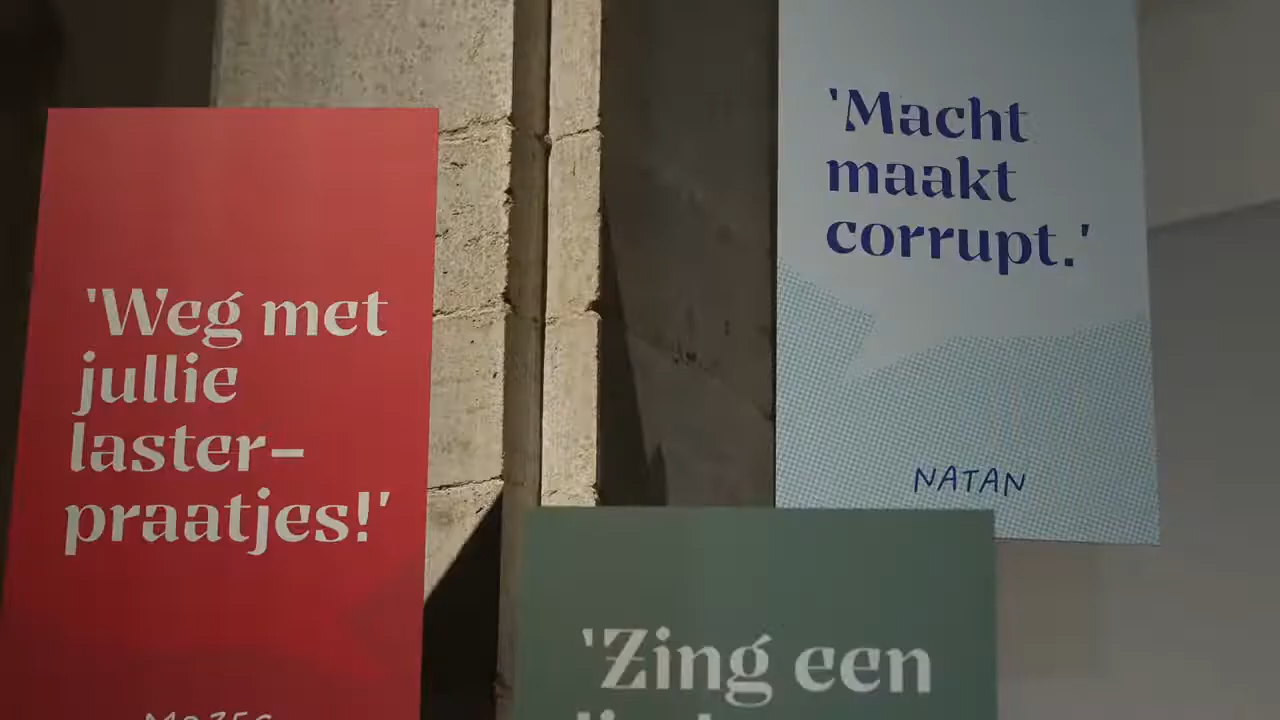 'Weg met
jullie
laster-
praatjes!'
'Macht
maakt
corrupt.'
NATAN
'Zing een